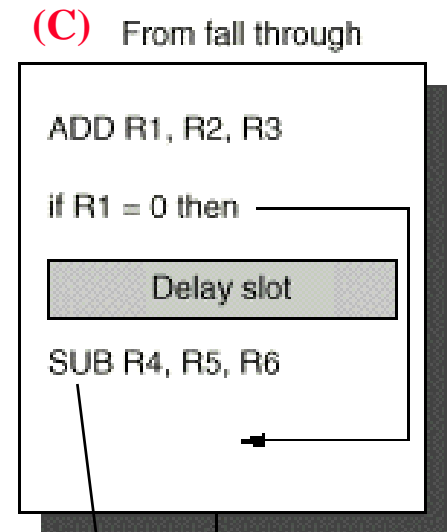 (C) From fall through
ADD R1, R2, R3
if R1 = 0 then
Delay slot
SUB R4, R5, R6